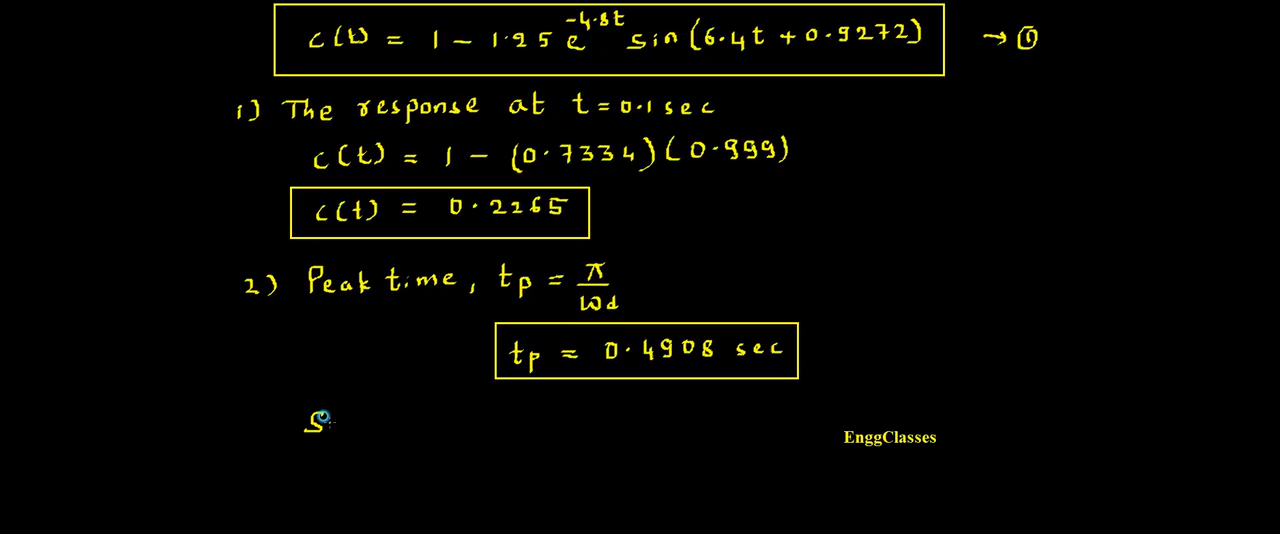 c(t) = 1 - 1.25 e^-4.8t sin(6.4t + 0.9272) → ①
1) The response at t = 0.1 sec
c(t) = 1 - (0.7334)(0.999)
c(t) = 0.2265
2) Peak time, tp = π/ωd
tp = 0.4908 sec
S
EnggClasses